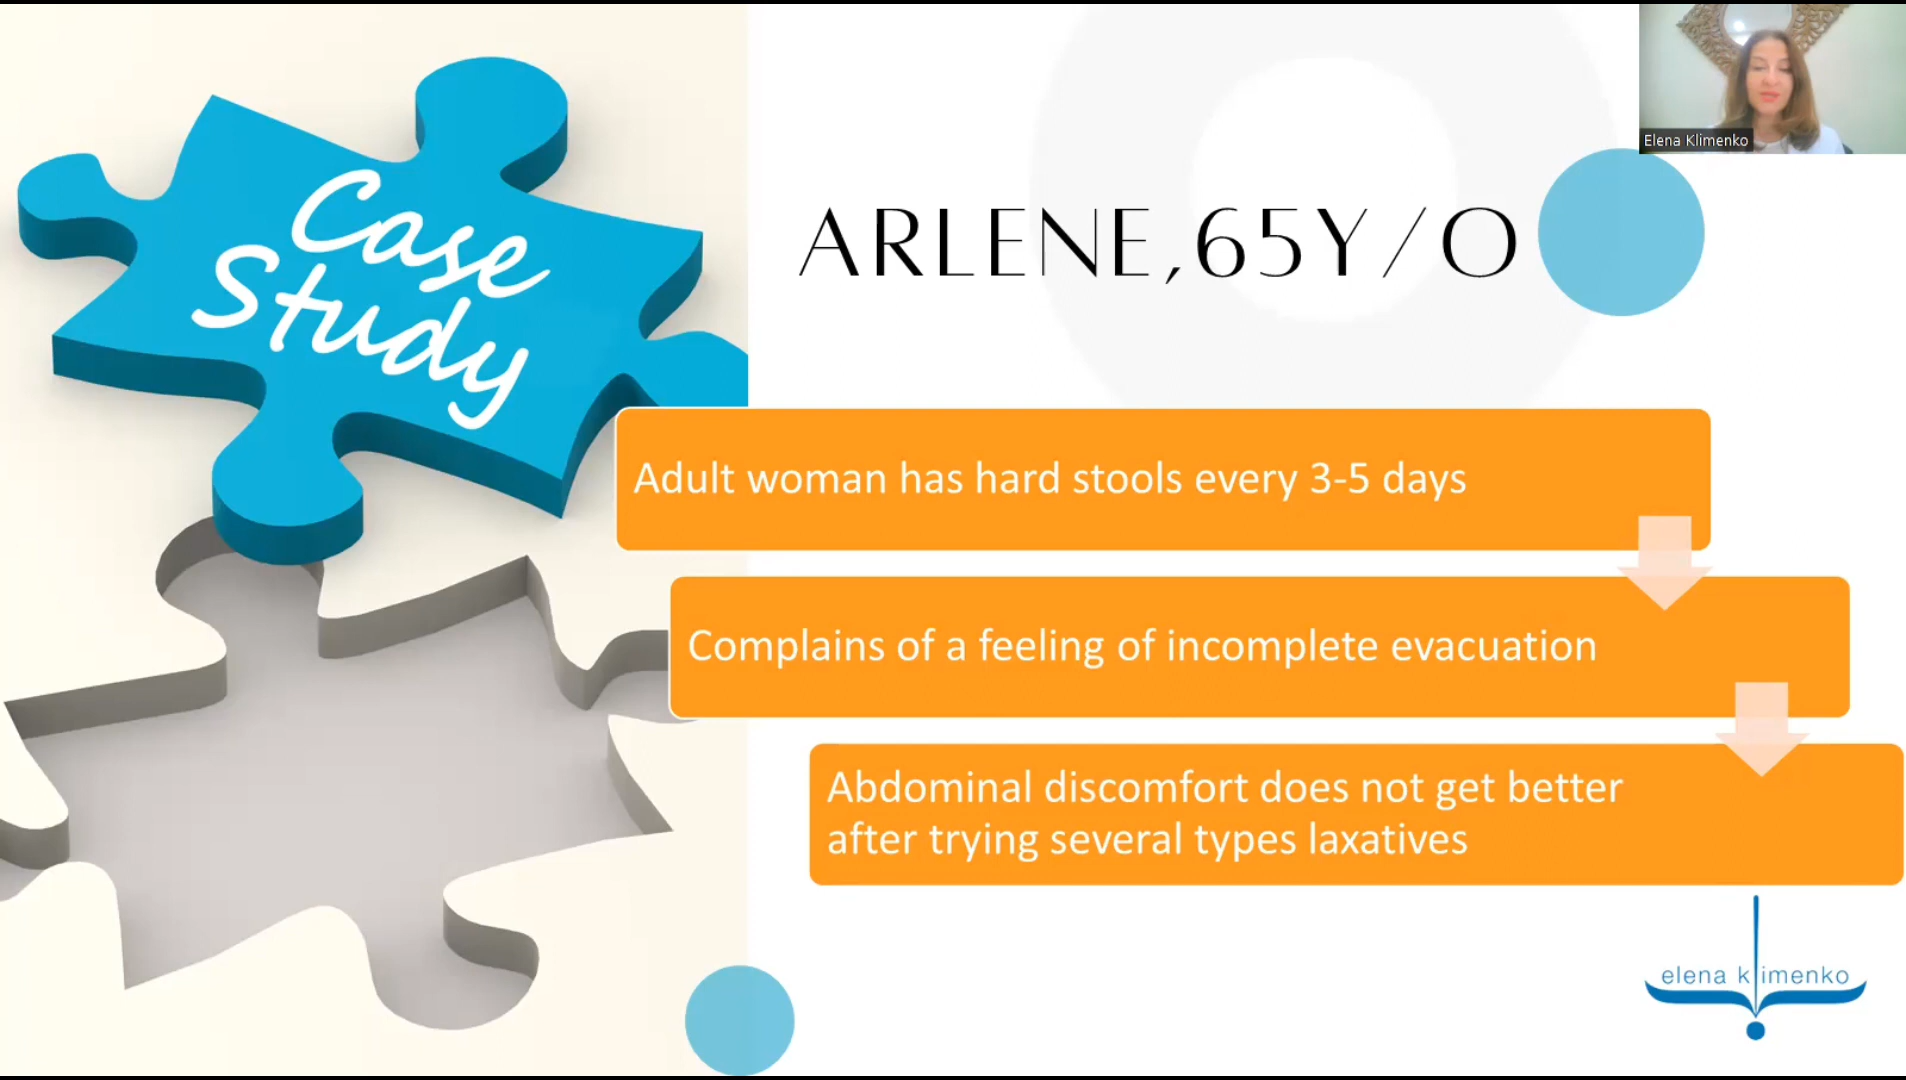 Case
Study
Elena Klimenko
ARLENE,65Y/O
Adult woman has hard stools every 3-5 days
Complains of a feeling of incomplete evacuation
Abdominal discomfort does not get better
after trying several types laxatives
elena klimenko